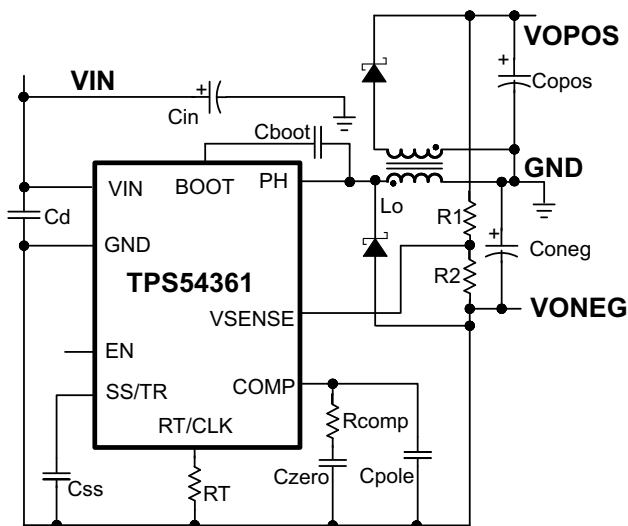 VOPOS
VIN
+
+
Copos
Cin
Cboot
GND
VIN
BOOT
PH
Lo
R1
+
Cd
GND
Coneg
TPS54361
R2
VSENSE
VONEG
EN
COMP
SS/TR
RT/CLK
Rcomp
Css
RT
Czero
Cpole